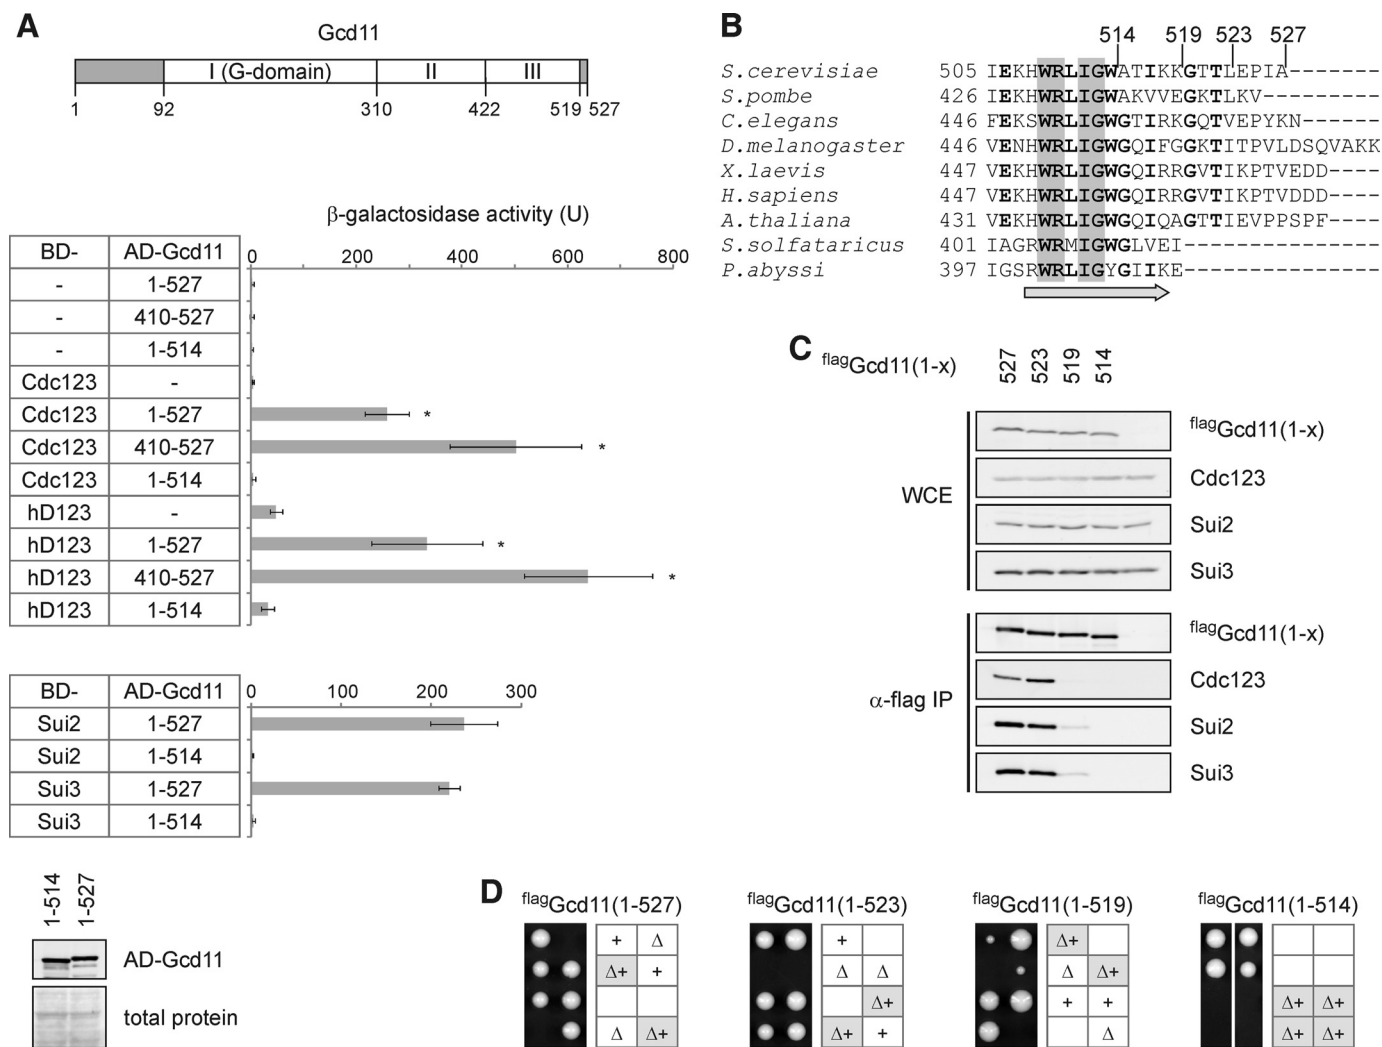 A
Gcd11
I (G-domain) II III
1 92 310 422 519 527
β-galactosidase activity (U)
BD- AD-Gcd11 0 200 400 600 800
- 1-527
- 410-527
- 1-514
Cdc123 -
Cdc123 1-527 *
Cdc123 410-527 *
Cdc123 1-514
hD123 -
hD123 1-527 *
hD123 410-527 *
hD123 1-514
BD- AD-Gcd11 0 100 200 300
Sui2 1-527
Sui2 1-514
Sui3 1-527
Sui3 1-514
1-514 1-527
AD-Gcd11
total protein
B
514 519 523 527
S.cerevisiae 505 IEKHWRLIGWATIKKGTTLEPIA-------
S.pombe 426 IEKHWRLIGWAKVVEGKTLKV---------
C.elegans 446 FEKSWRLIGWGTIRKGQTVEPYKN------
D.melanogaster 446 VENHWRLIGWGQIFGGKTITPVLDSQVAKK
X.laevis 447 VEKHWRLIGWGQIRRGVTIKPTVEDD----
H.sapiens 447 VEKHWRLIGWGQIRRGVTIKPTVDDD----
A.thaliana 431 VEKHWRLIGWGQIQAGTTIEVPPSPF----
S.solfataricus 401 IAGRWRMIGWGLVEI---------------
P.abyssi 397 IGSRWRLIGYGIIKE---------------
C
flagGcd11(1-x) 527 523 519 514
WCE
flagGcd11(1-x)
Cdc123
Sui2
Sui3
α-flag IP
flagGcd11(1-x)
Cdc123
Sui2
Sui3
D
flagGcd11(1-527) flagGcd11(1-523) flagGcd11(1-519) flagGcd11(1-514)
+ Δ + Δ+
Δ+ + Δ Δ Δ Δ+
Δ+ + + Δ+ Δ+
Δ Δ+ Δ+ + Δ Δ+ Δ+